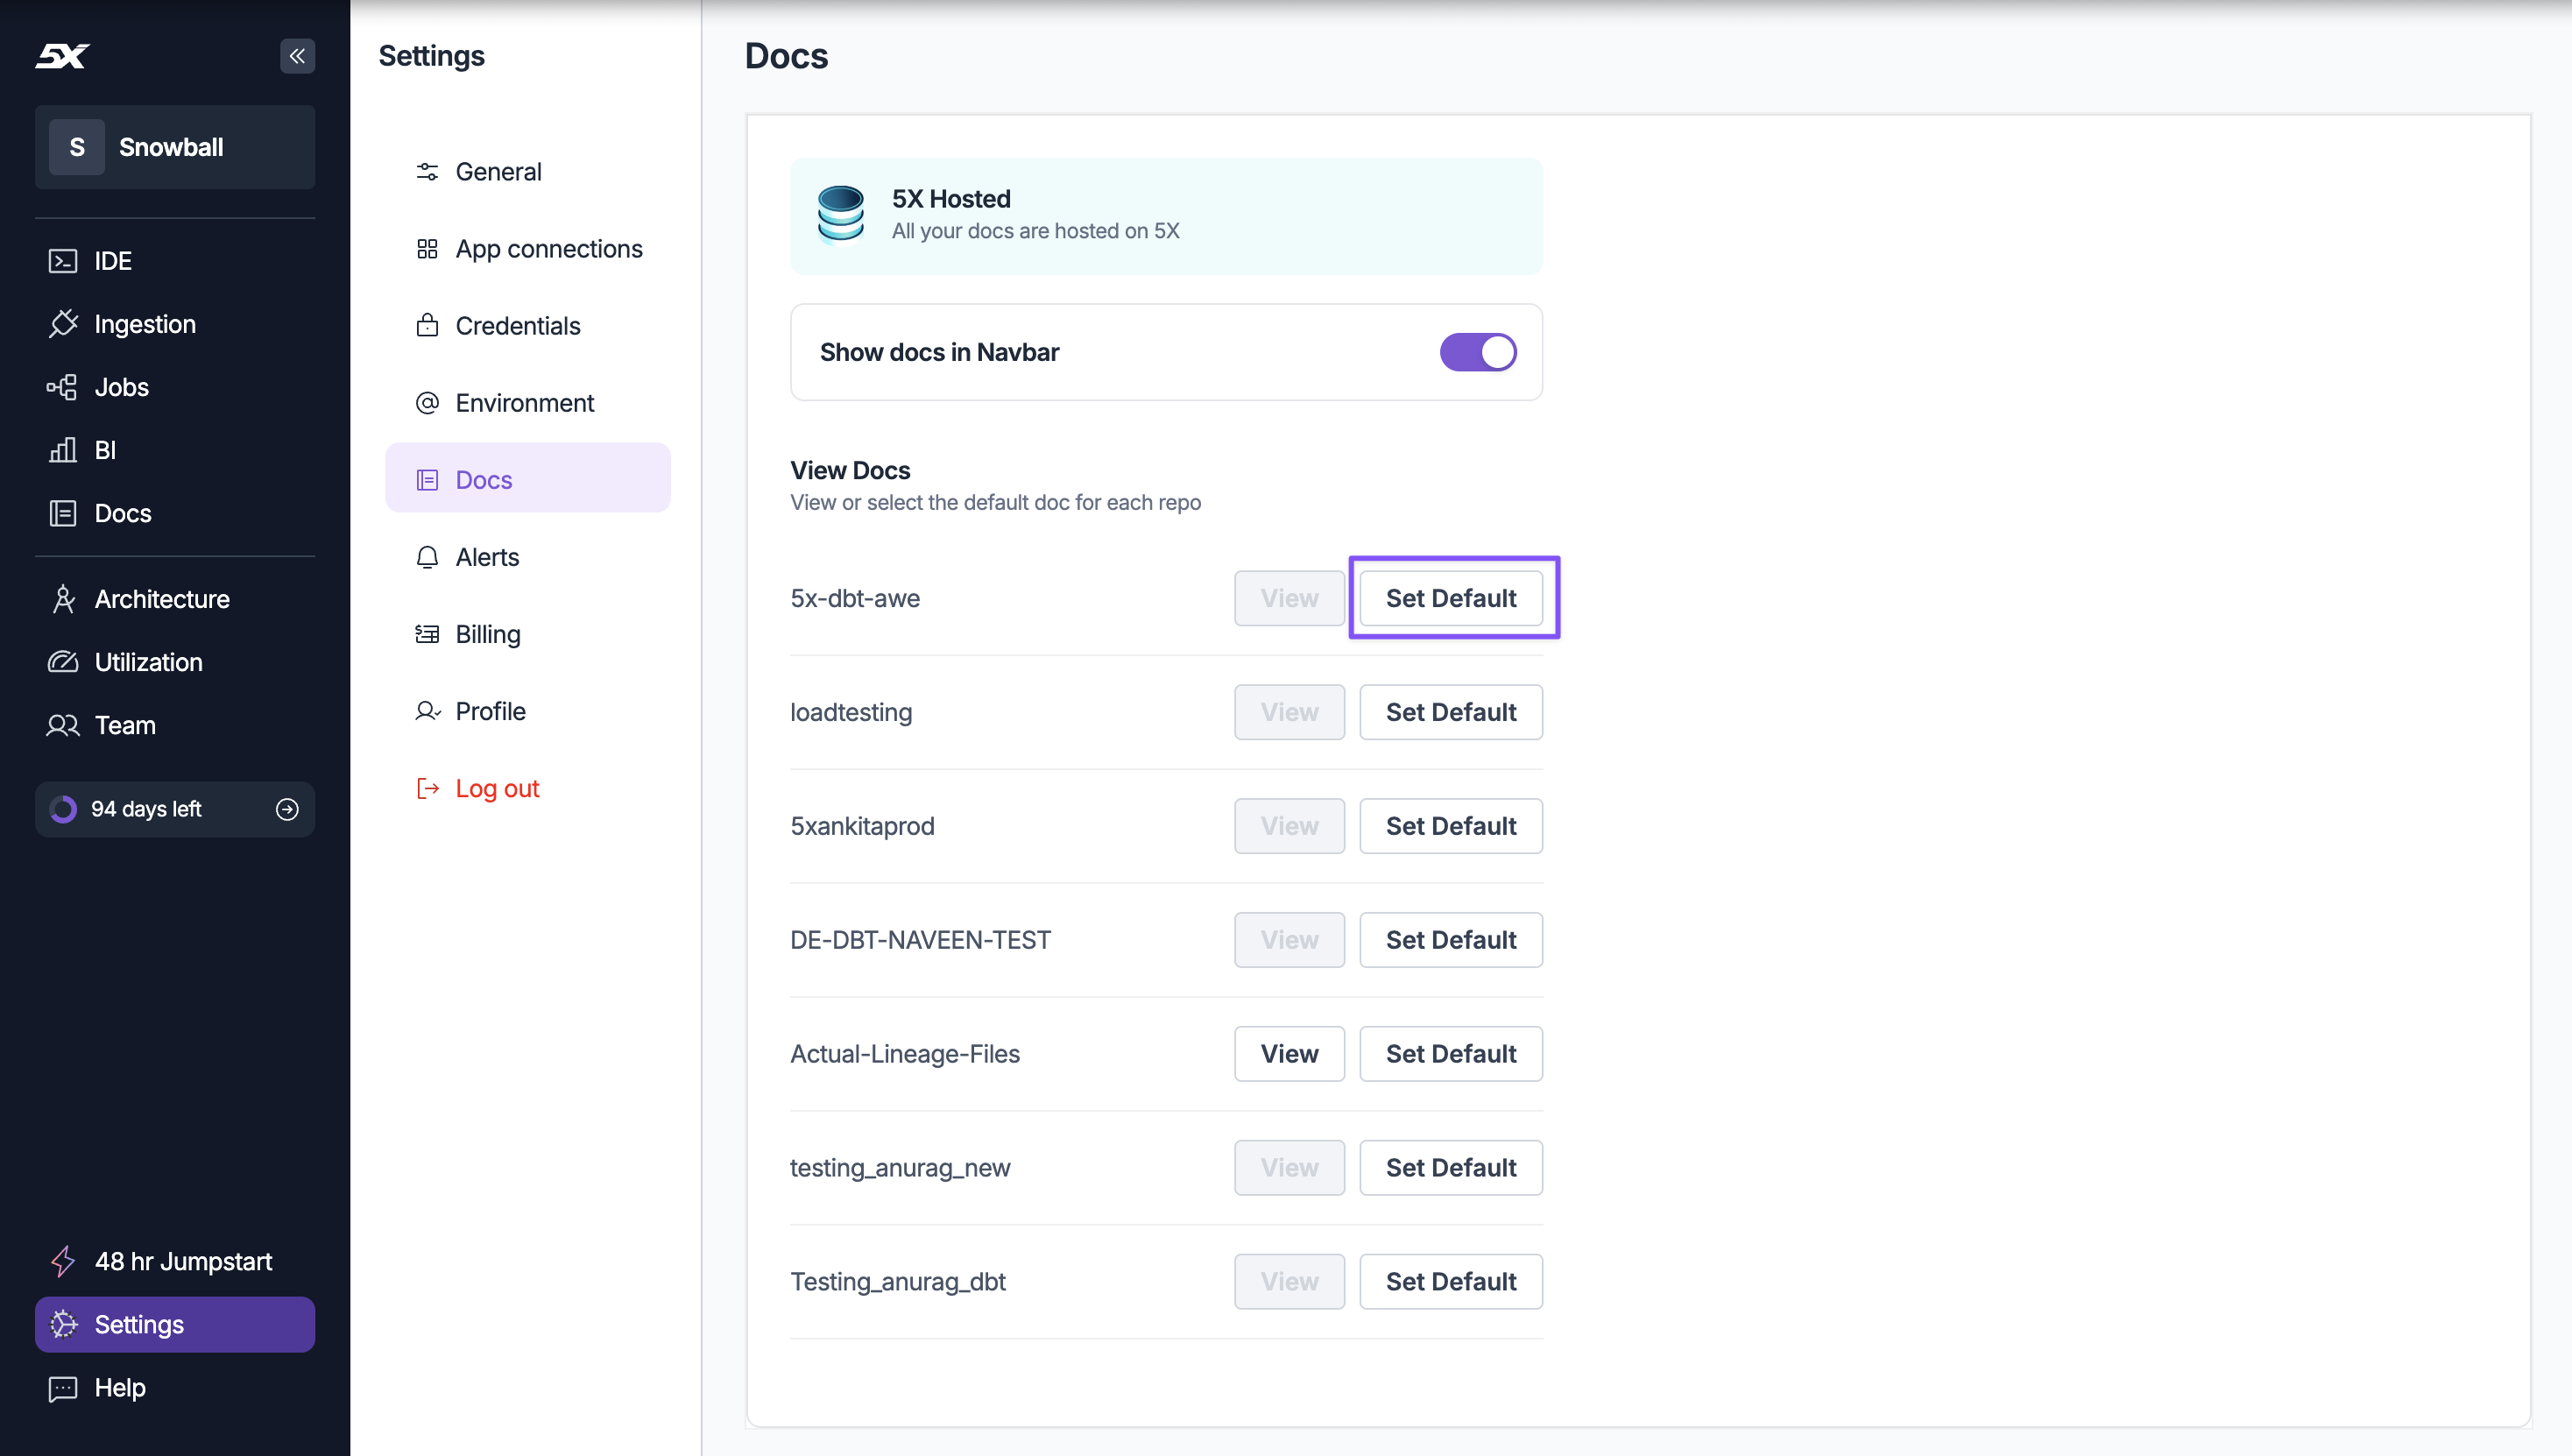 5X
S
Snowball
IDE
Ingestion
Jobs
BI
Docs
Architecture
Utilization
Team
94 days left
48 hr Jumpstart
Settings
Help
Settings
General
App connections
Credentials
Environment
Docs
Alerts
Billing
Profile
Log out
Docs
5X Hosted
All your docs are hosted on 5X
Show docs in Navbar
View Docs
View or select the default doc for each repo
5x-dbt-awe View Set Default
loadtesting View Set Default
5xankitaprod View Set Default
DE-DBT-NAVEEN-TEST View Set Default
Actual-Lineage-Files View Set Default
testing_anurag_new View Set Default
Testing_anurag_dbt View Set Default